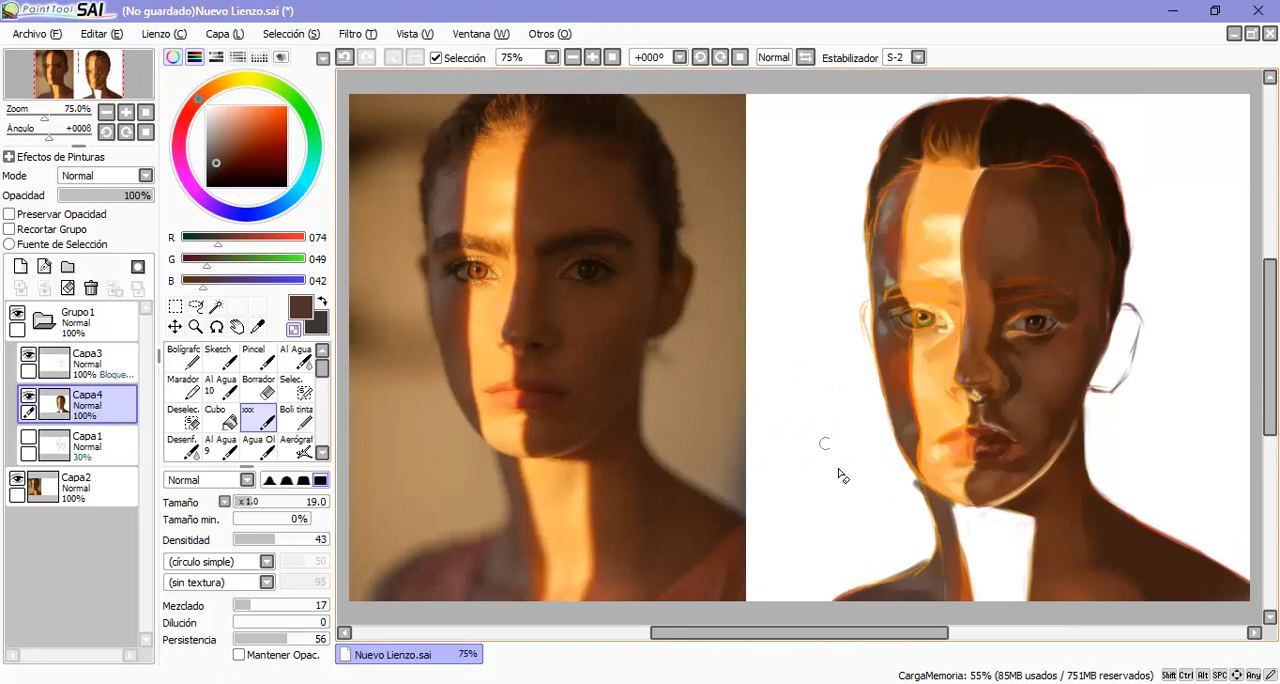 PaintTool SAI (No guardado)Nuevo Lienzo.sai (*)
Archivo (F) Editar (E) Lienzo (C) Capa (L) Selección (S) Filtro (T) Vista (V) Ventana (W) Otros (O)
Selección 75% +000º Normal Estabilizador S-2
Zoom 75.0%
Ángulo +000º
Efectos de Pinturas
Mode Normal
Opacidad 100%
Preservar Opacidad
Recortar Grupo
Fuente de Selección
Grupo1
Normal
100%
Capa3
Normal
100% Bloque...
Capa4
Normal
100%
Capa1
Normal
30%
Capa2
Normal
100%
R 074
G 049
B 042
Bolígrafo Sketch Pincel Al Agua
Marador Al Agua 10 Borrador Selec.
Deselec. Cubo xxx Boli tinta
Desenf. Al Agua 9 Agua Ol Aerógraf
Normal
Tamaño x 1.0 19.0
Tamaño min. 0%
Densitidad 43
(círculo simple) 50
(sin textura) 95
Mezclado 17
Dilución 0
Persistencia 56
Mantener Opac.
Nuevo Lienzo.sai 75%
CargaMemoria: 55% (85MB usados / 751MB reservados) Shift Ctrl Alt SPC Any